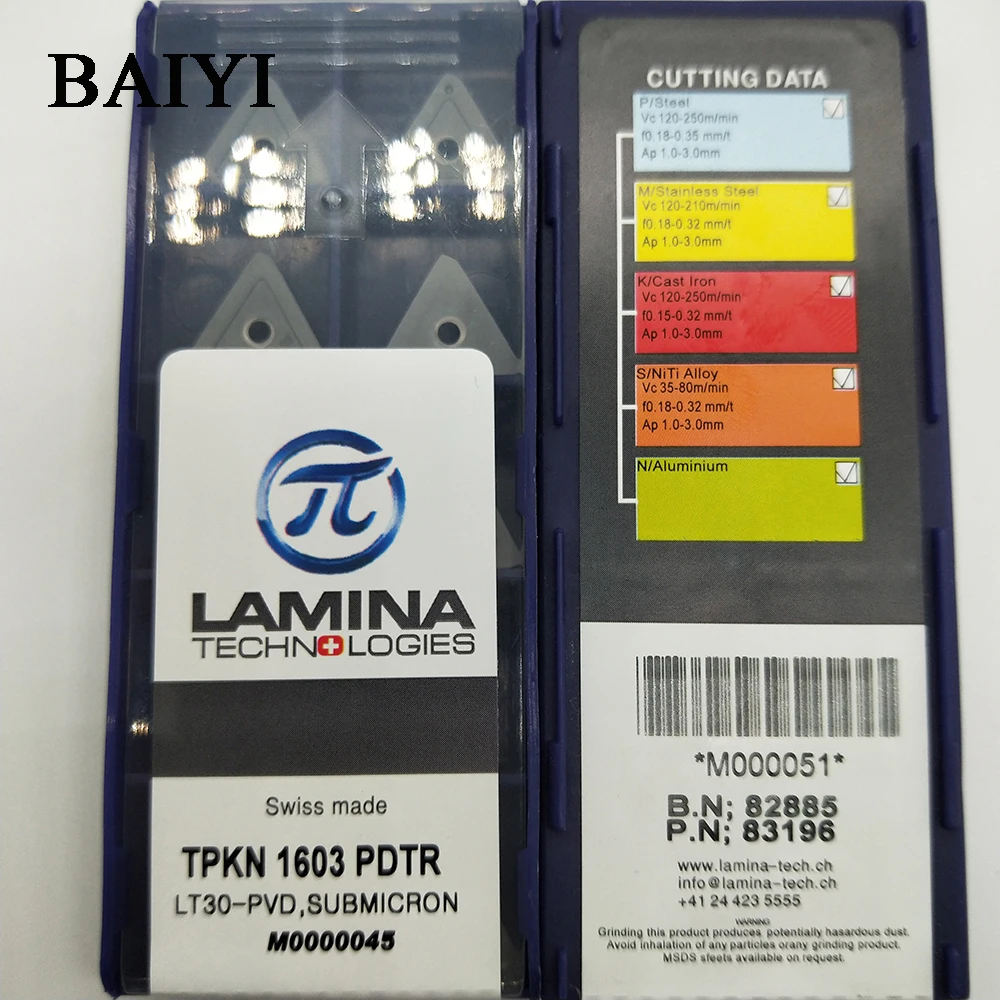 BAIYI
π
LAMINA
TECHNOLOGIES
Swiss made
TPKN 1603 PDTR
LT30-PVD,SUBMICRON
M0000045
CUTTING DATA
P/Steel
Vc 120-250m/min
f0.18-0.35 mm/t
Ap 1.0-3.0mm
M/Stainless Steel
Vc 120-210m/min
f0.18-0.32 mm/t
Ap 1.0-3.0mm
K/Cast Iron
Vc 120-250m/min
f0.15-0.32 mm/t
Ap 1.0-3.0mm
S/NiTi Alloy
Vc 35-80m/min
f0.18-0.32 mm/t
Ap 1.0-3.0mm
N/Aluminium
*M000051*
B.N; 82885
P.N; 83196
www.lamina-tech.ch
info@lamina-tech.ch
+41 24 423 5555
WARNING
Grinding this product produces potentially hazardous dust.
Avoid inhalation of any particles orany grinding product.
MSDS steets available on request.